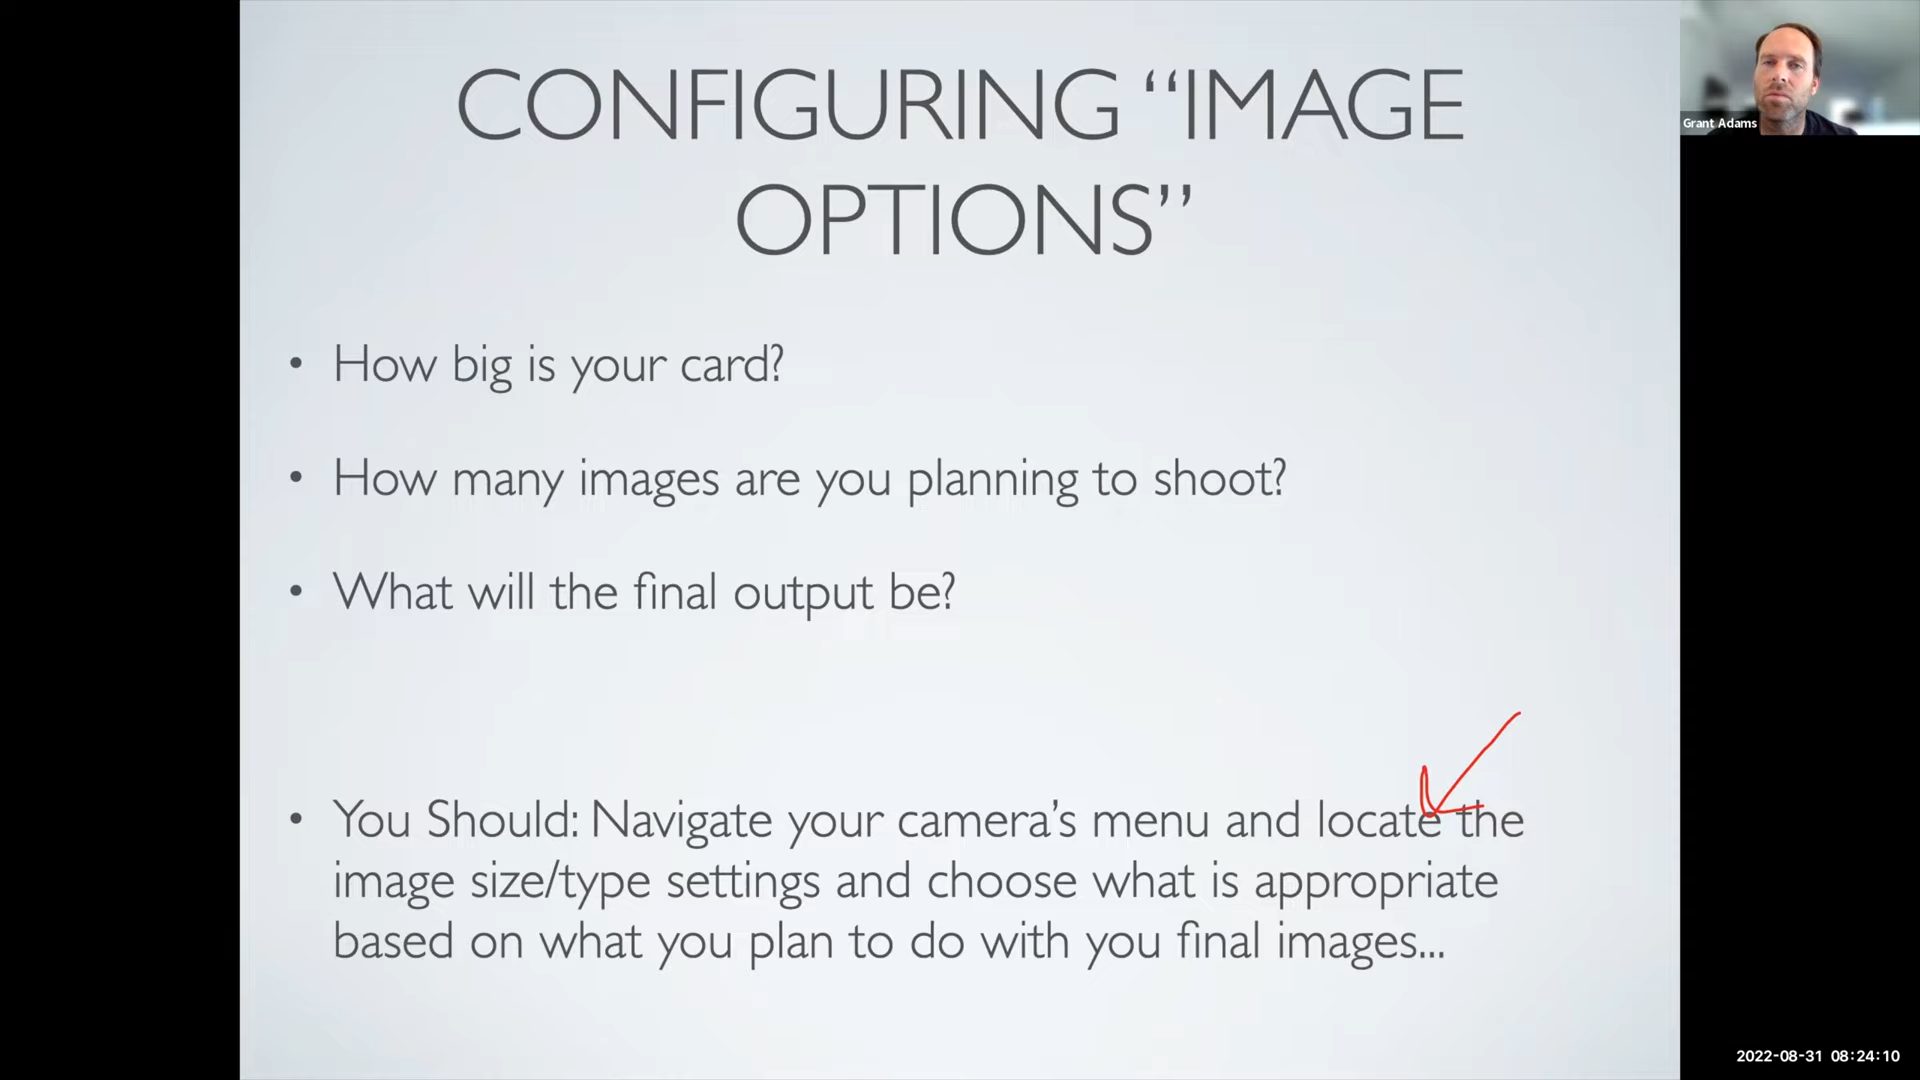 CONFIGURING “IMAGE
OPTIONS”
Grant Adams
• How big is your card?
• How many images are you planning to shoot?
• What will the final output be?
• You Should: Navigate your camera’s menu and locate the
image size/type settings and choose what is appropriate
based on what you plan to do with you final images...
2022-08-31 08:24:10